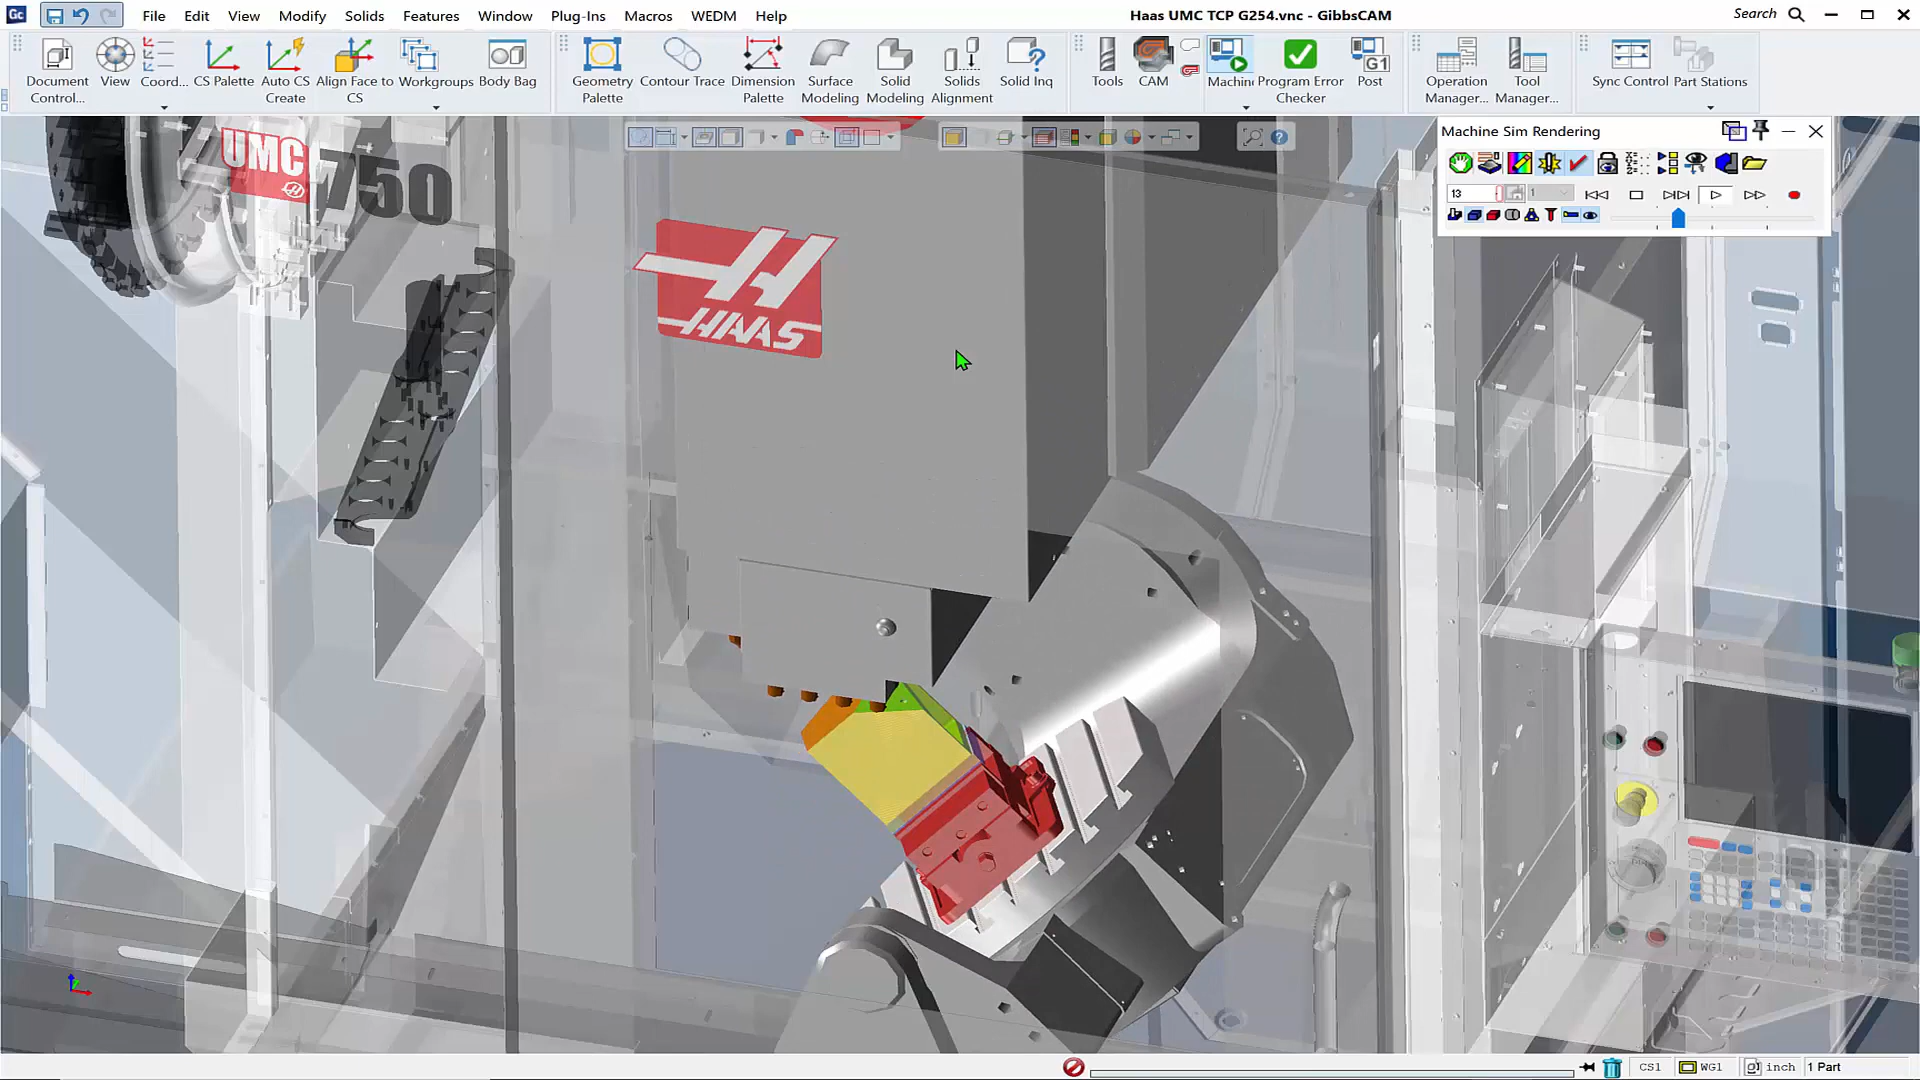 Gc
File Edit View Modify Solids Features Window Plug-Ins Macros WEDM Help
Haas UMC TCP G254.vnc - GibbsCAM
Search
Document Control...
View
Coord...
CS Palette
Auto CS Create
Align Face to CS
Workgroups
Body Bag
Geometry Palette
Contour Trace
Dimension Palette
Surface Modeling
Solid Modeling
Solids Alignment
Solid Inq
Tools
CAM
Machin
Program Error Checker
G1
Post
Operation Manager...
Tool Manager...
Sync Control
Part Stations
Machine Sim Rendering
13
1
UMC
750
HAAS
CS1
WG1
inch
1 Part